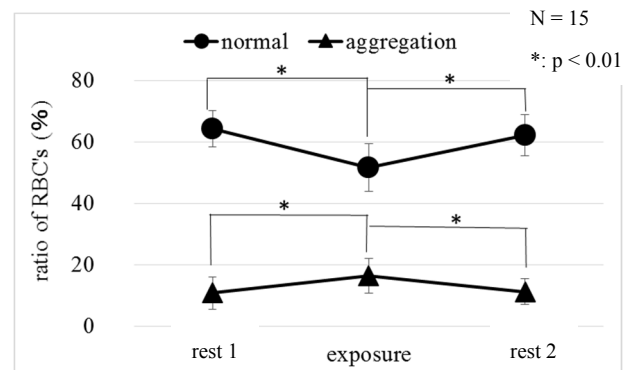 N = 15
*: p < 0.01
normal aggregation
ratio of RBC's (%)
80
60
40
20
0
* *
* *
rest 1 exposure rest 2